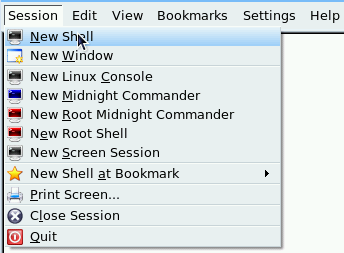 Session Edit View Bookmarks Settings Help
New Shell
New Window
New Linux Console
New Midnight Commander
New Root Midnight Commander
New Root Shell
New Screen Session
New Shell at Bookmark
Print Screen...
Close Session
Quit